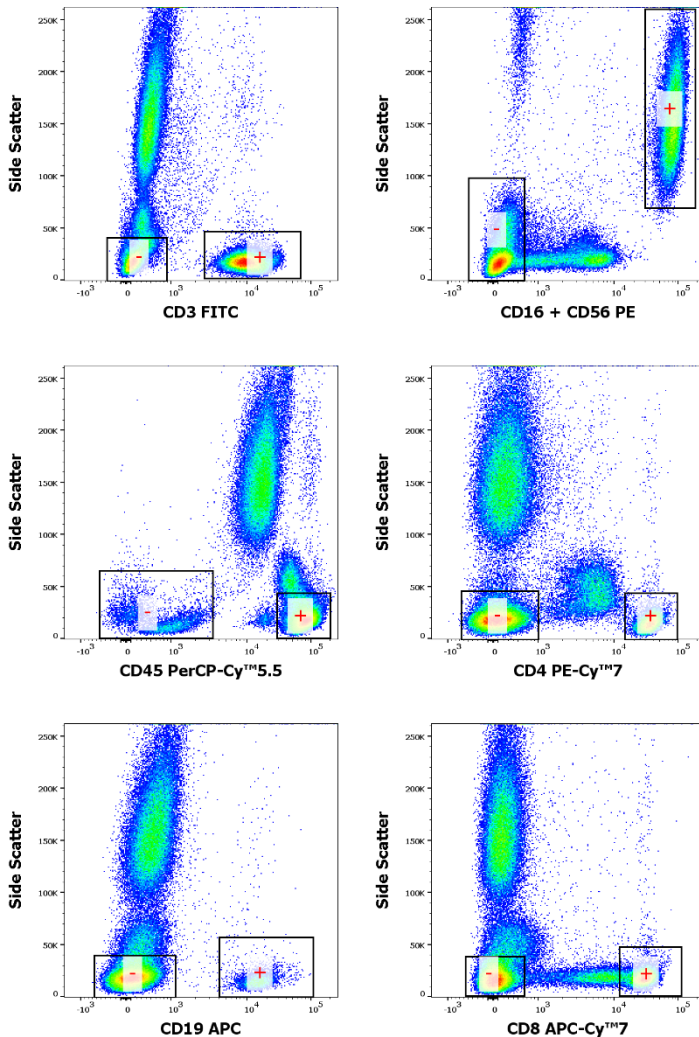 Side Scatter
250K
200K
150K
100K
50K
0
-
+
-10³ 0 10³ 10⁴ 10⁵
CD3 FITC
Side Scatter
250K
200K
150K
100K
50K
0
+
-
-10³ 0 10³ 10⁴ 10⁵
CD16 + CD56 PE
Side Scatter
250K
200K
150K
100K
50K
0
-
+
-10³ 0 10³ 10⁴ 10⁵
CD45 PerCP-Cy™5.5
Side Scatter
250K
200K
150K
100K
50K
0
-
+
-10³ 0 10³ 10⁴ 10⁵
CD4 PE-Cy™7
Side Scatter
250K
200K
150K
100K
50K
0
-
+
-10³ 0 10³ 10⁴ 10⁵
CD19 APC
Side Scatter
250K
200K
150K
100K
50K
0
-
+
-10³ 0 10³ 10⁴ 10⁵
CD8 APC-Cy™7